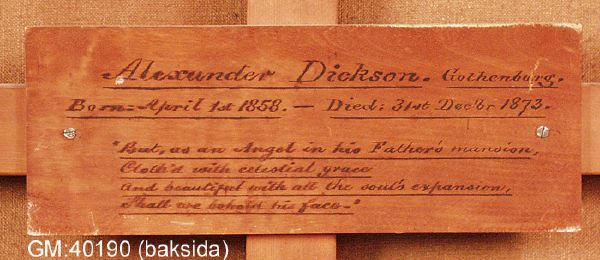 Alexander Dickson. Gothenburg.
Born: April 1st 1858. — Died: 31st Decbr 1873.
"But, as an Angel in his Father's mansion,
Cloth'd with celestial grace
And beautiful with all the soul's expansion,
Shall we behold his face."
GM:40190 (baksida)